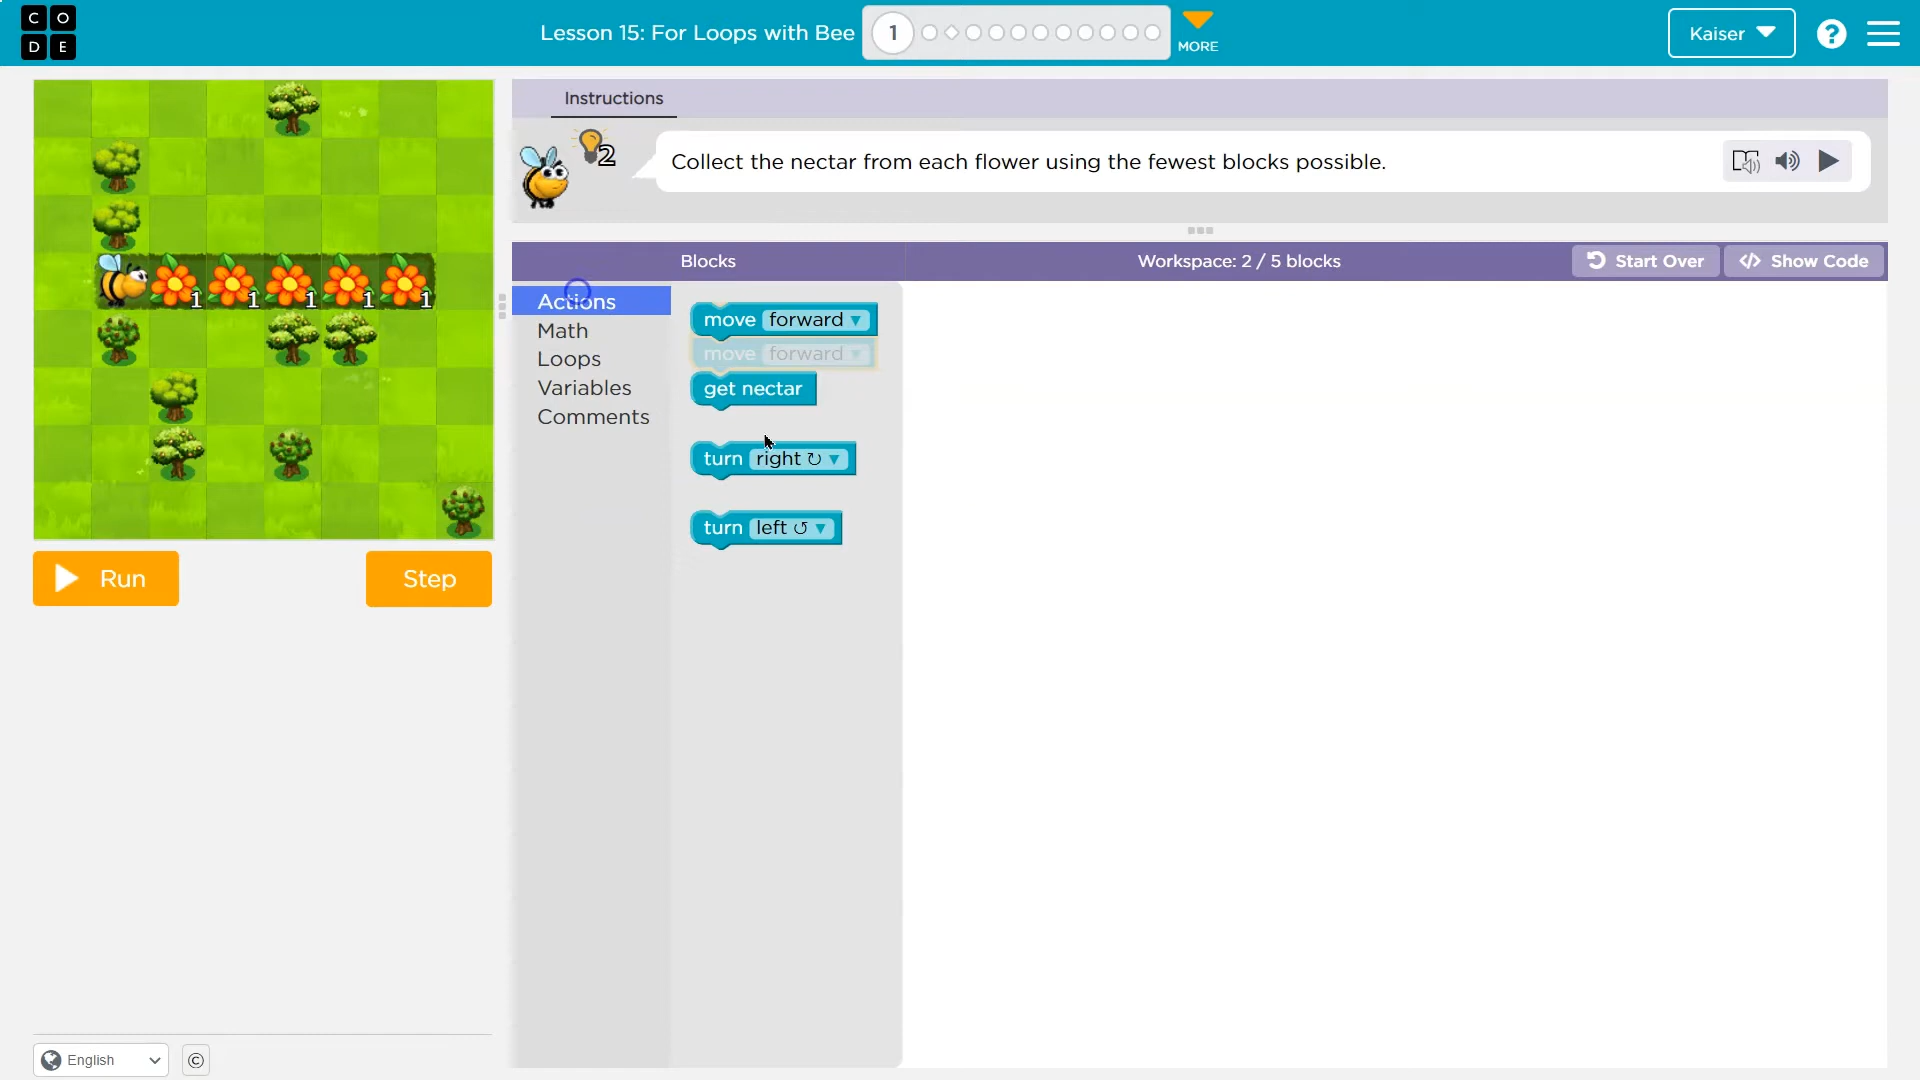 C O
D E
Lesson 15: For Loops with Bee
1
MORE
Kaiser
?
Instructions
2
Collect the nectar from each flower using the fewest blocks possible.
Blocks
Workspace: 2 / 5 blocks
Start Over
</> Show Code
Actions
Math
Loops
Variables
Comments
move forward ▾
move forward ▾
get nectar
turn right ↻ ▾
turn left ↺ ▾
1 1 1 1 1
Run
Step
English
©